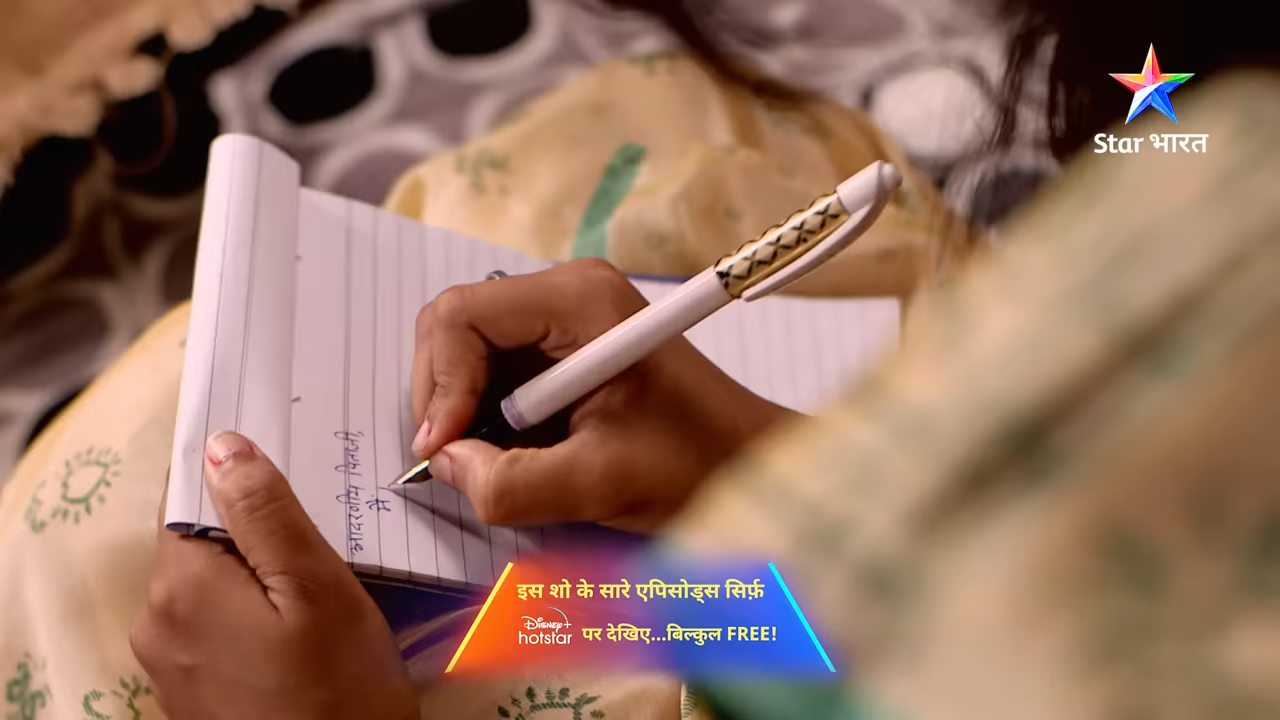 Star भारत
आदरणीय पिताजी,
मैं
इस शो के सारे एपिसोड्स सिर्फ़
Disney+ hotstar पर देखिए...बिल्कुल FREE!